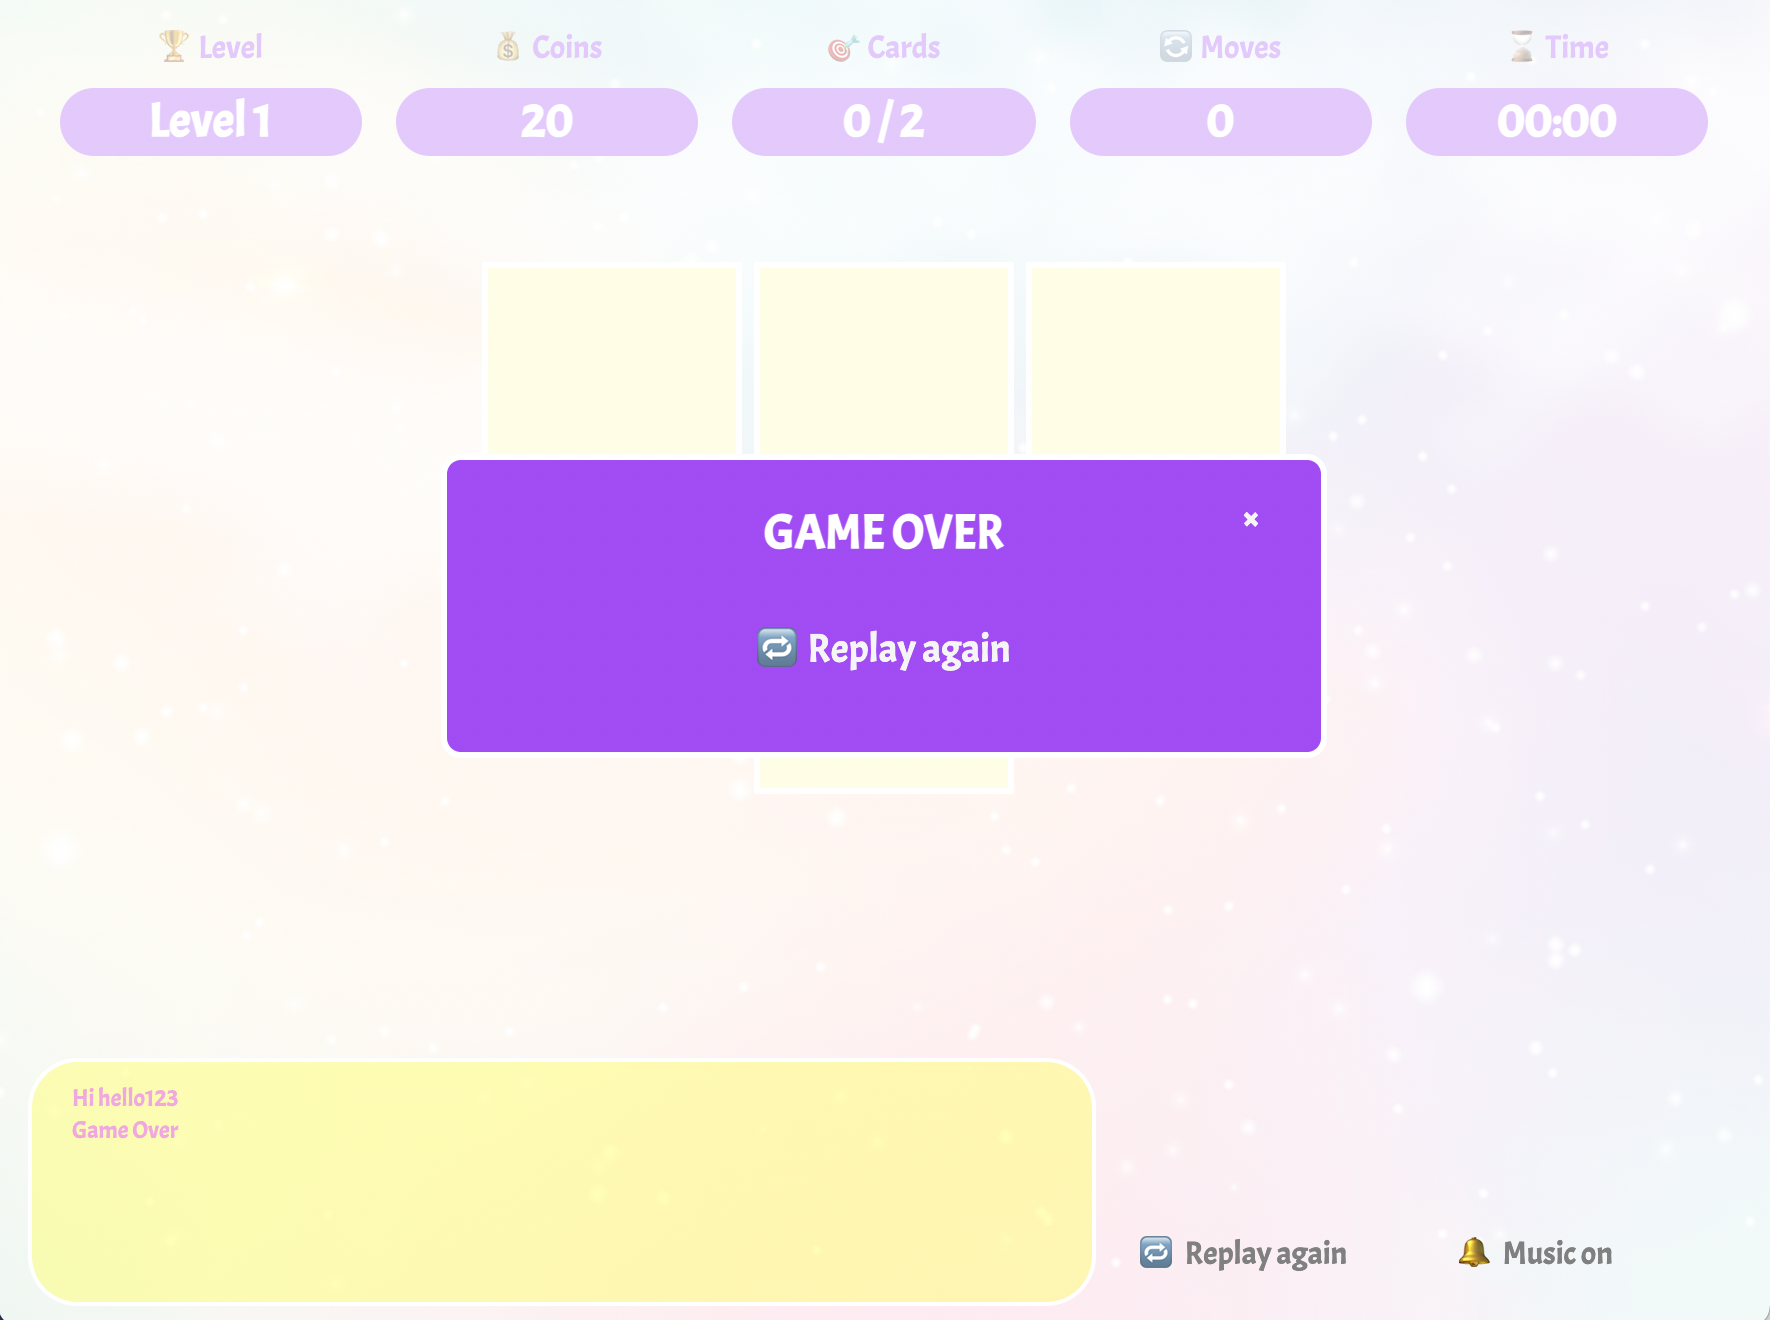 Level
Coins
Cards
Moves
Time
Level 1
20
0 / 2
0
00:00
GAME OVER
×
Replay again
Hi hello123
Game Over
Replay again
Music on